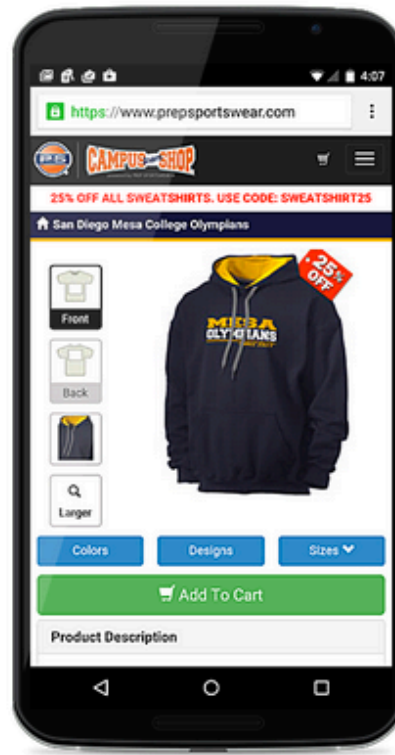 4:07
https://www.prepsportswear.com
CAMPUS SHOP
25% OFF ALL SWEATSHIRTS. USE CODE: SWEATSHIRT25
San Diego Mesa College Olympians
25% OFF
Front
MESA
OLYMPIANS
Back
Larger
Colors
Designs
Sizes
Add To Cart
Product Description